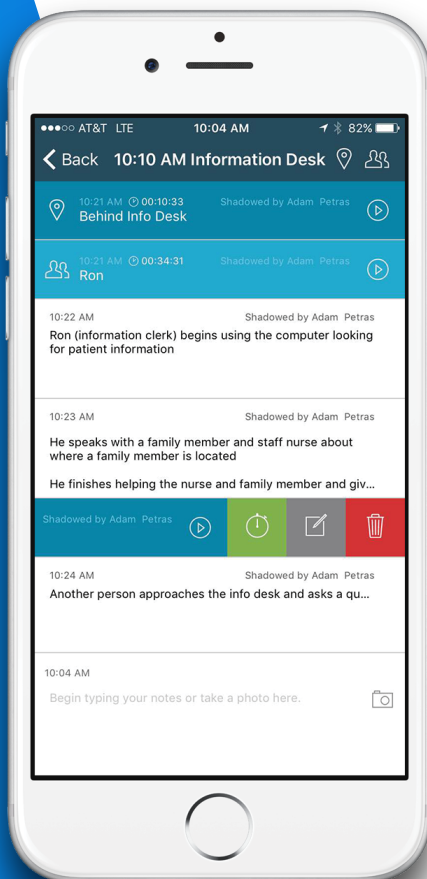 AT&T LTE 10:04 AM 82%
Back 10:10 AM Information Desk
10:21 AM 00:10:33 Shadowed by Adam Petras
Behind Info Desk
10:21 AM 00:34:31 Shadowed by Adam Petras
Ron
10:22 AM Shadowed by Adam Petras
Ron (information clerk) begins using the computer looking
for patient information
10:23 AM Shadowed by Adam Petras
He speaks with a family member and staff nurse about
where a family member is located
He finishes helping the nurse and family member and giv...
Shadowed by Adam Petras
10:24 AM Shadowed by Adam Petras
Another person approaches the info desk and asks a qu...
10:04 AM
Begin typing your notes or take a photo here.